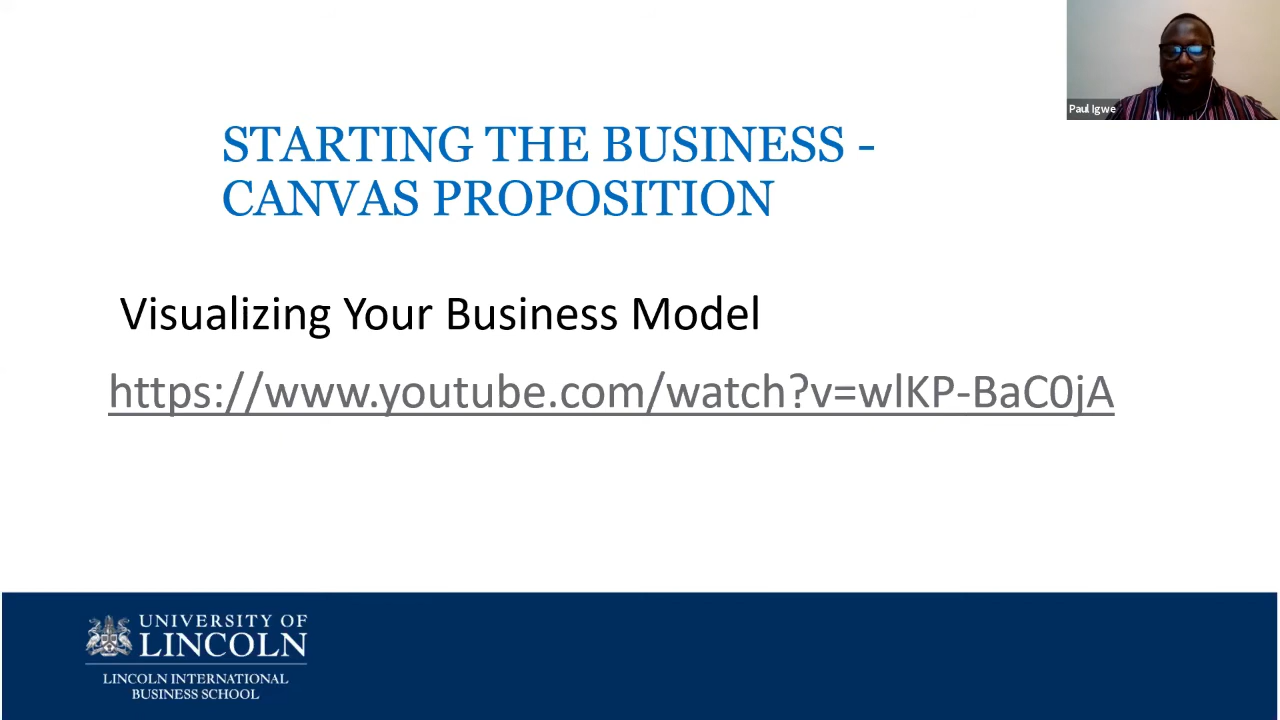 Paul Igwe
STARTING THE BUSINESS -
CANVAS PROPOSITION
Visualizing Your Business Model
https://www.youtube.com/watch?v=wlKP-BaC0jA
UNIVERSITY OF
LINCOLN
LINCOLN INTERNATIONAL
BUSINESS SCHOOL